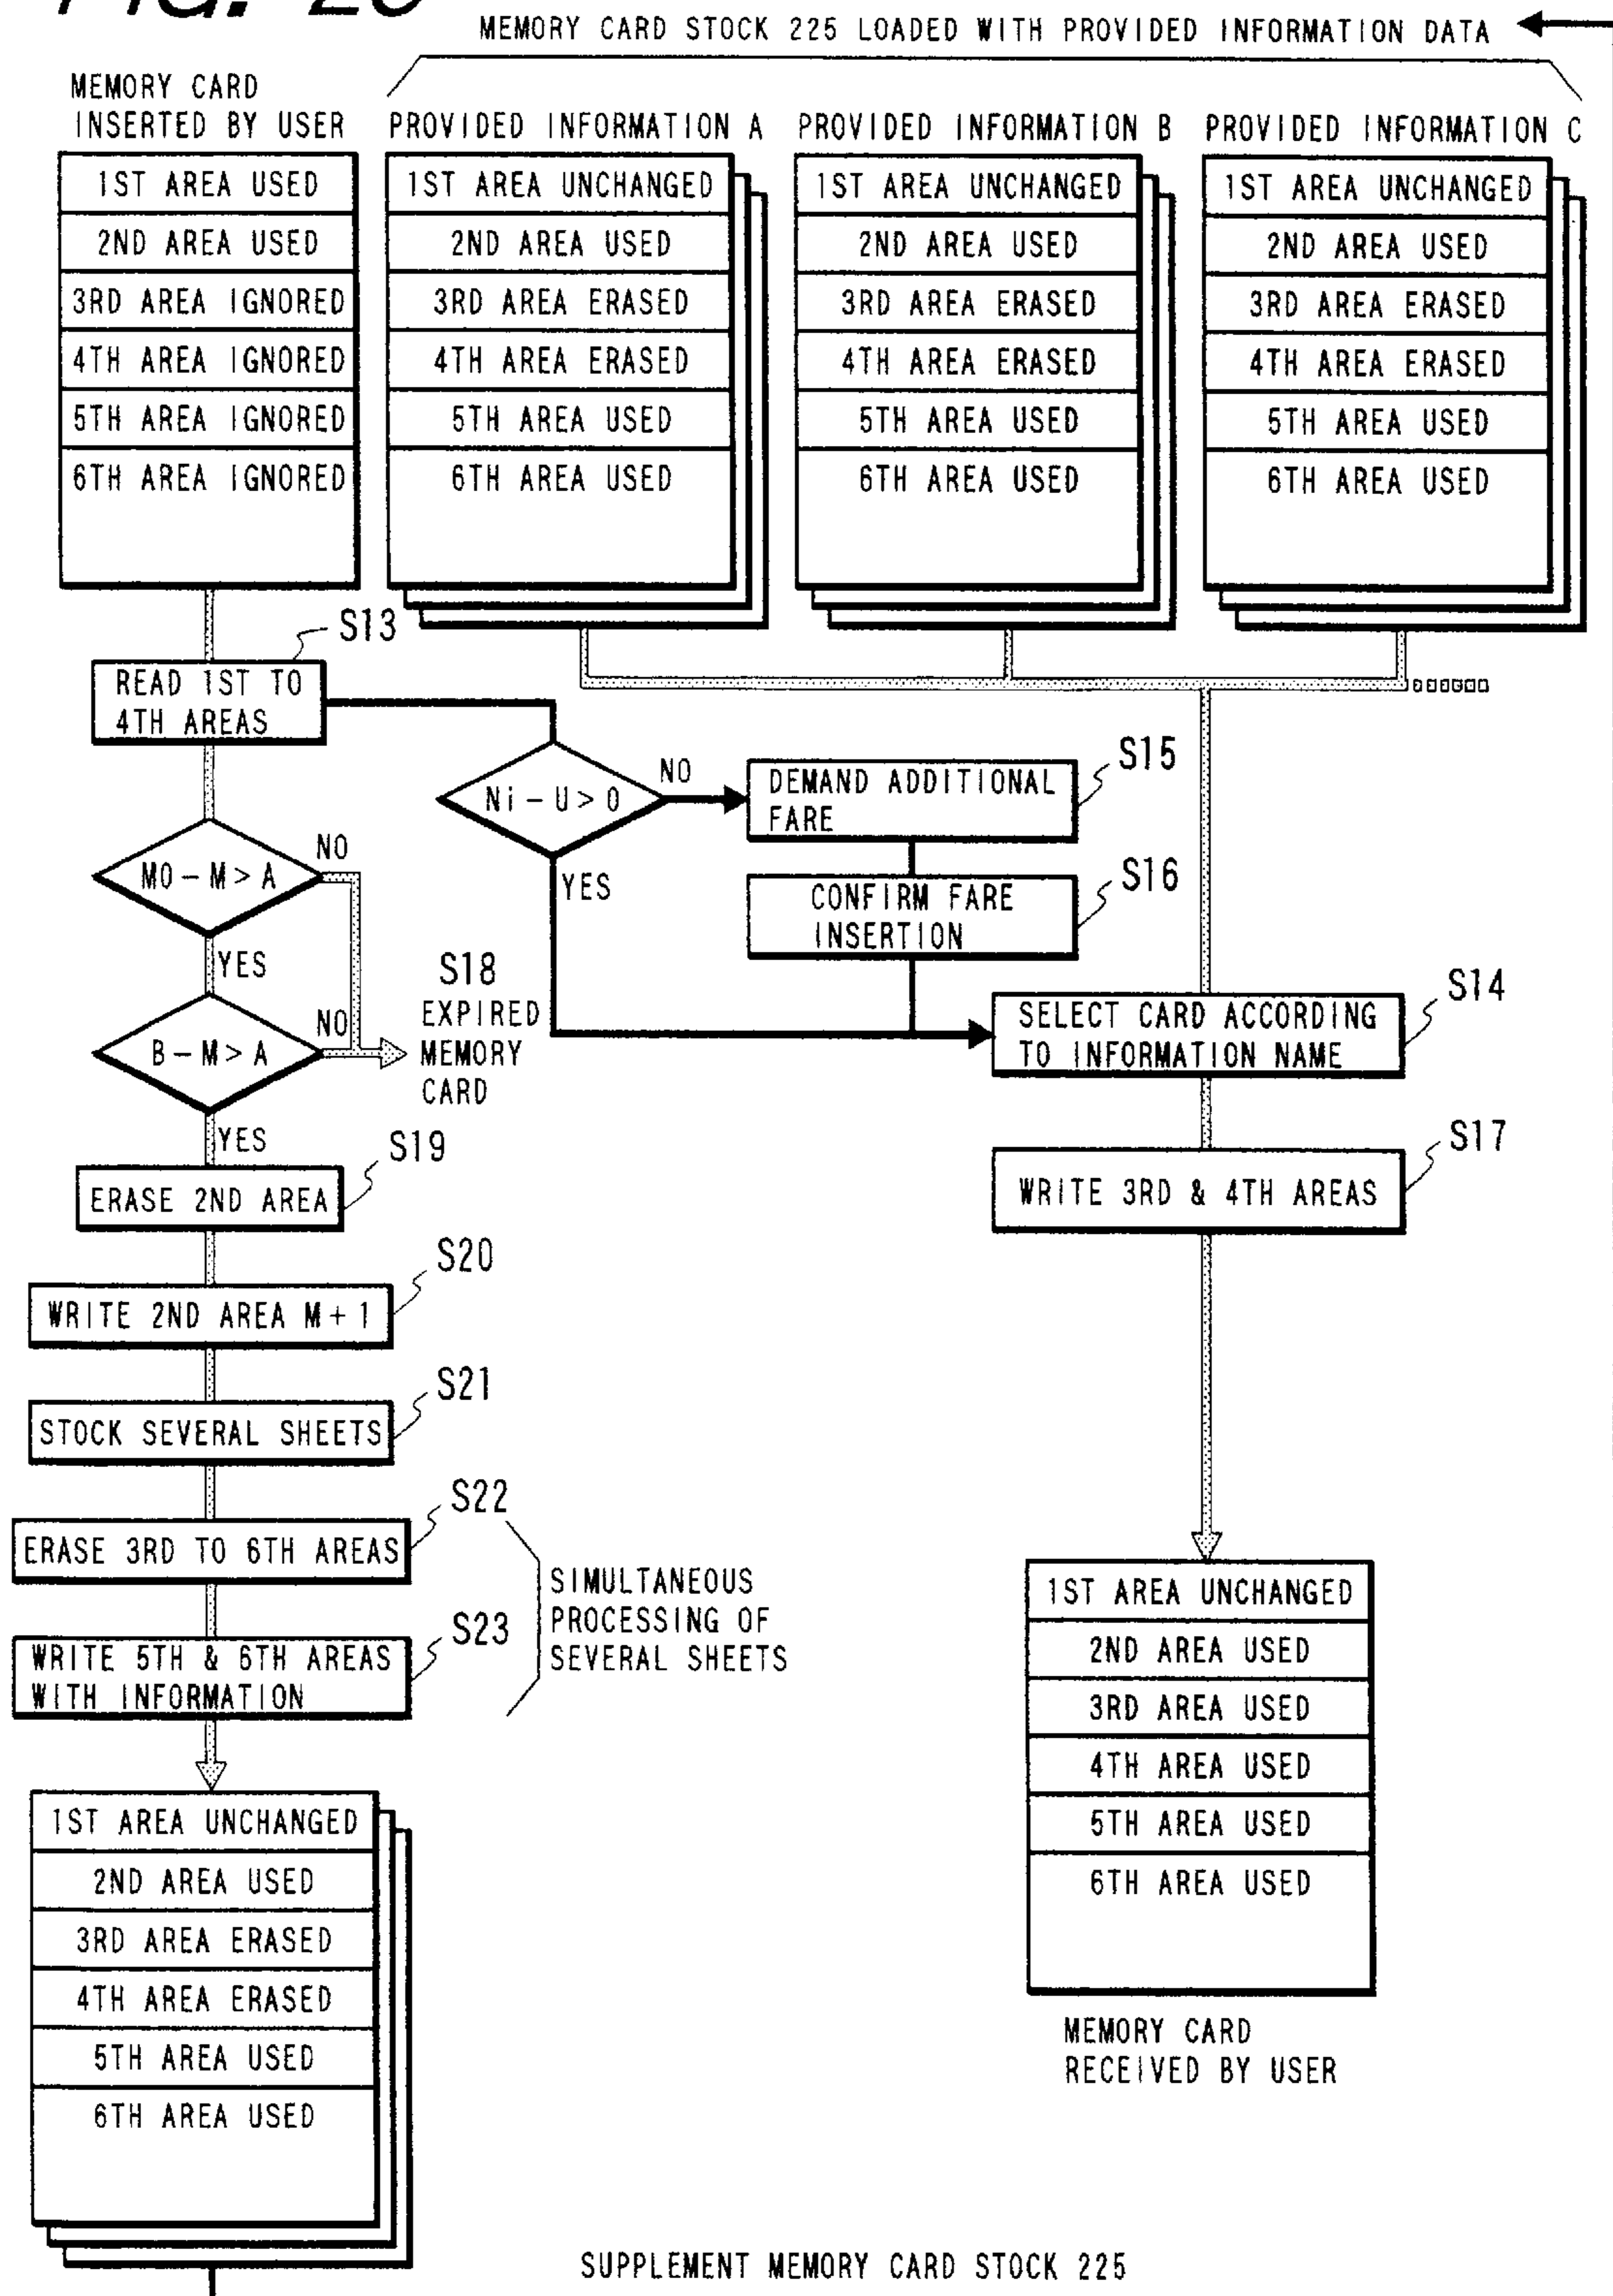 MEMORY CARD STOCK 225 LOADED WITH PROVIDED INFORMATION DATA
MEMORY CARD
INSERTED BY USER
1ST AREA USED
2ND AREA USED
3RD AREA IGNORED
4TH AREA IGNORED
5TH AREA IGNORED
6TH AREA IGNORED
PROVIDED INFORMATION A
1ST AREA UNCHANGED
2ND AREA USED
3RD AREA ERASED
4TH AREA ERASED
5TH AREA USED
6TH AREA USED
PROVIDED INFORMATION B
1ST AREA UNCHANGED
2ND AREA USED
3RD AREA ERASED
4TH AREA ERASED
5TH AREA USED
6TH AREA USED
PROVIDED INFORMATION C
1ST AREA UNCHANGED
2ND AREA USED
3RD AREA ERASED
4TH AREA ERASED
5TH AREA USED
6TH AREA USED
S13
READ 1ST TO
4TH AREAS
Ni - U > 0
NO
YES
S15
DEMAND ADDITIONAL
FARE
S16
CONFIRM FARE
INSERTION
M0 - M > A
NO
YES
B - M > A
NO
YES
S18
EXPIRED
MEMORY
CARD
S14
SELECT CARD ACCORDING
TO INFORMATION NAME
S17
WRITE 3RD & 4TH AREAS
S19
ERASE 2ND AREA
S20
WRITE 2ND AREA M + 1
S21
STOCK SEVERAL SHEETS
S22
ERASE 3RD TO 6TH AREAS
S23
WRITE 5TH & 6TH AREAS
WITH INFORMATION
SIMULTANEOUS
PROCESSING OF
SEVERAL SHEETS
1ST AREA UNCHANGED
2ND AREA USED
3RD AREA USED
4TH AREA USED
5TH AREA USED
6TH AREA USED
MEMORY CARD
RECEIVED BY USER
1ST AREA UNCHANGED
2ND AREA USED
3RD AREA ERASED
4TH AREA ERASED
5TH AREA USED
6TH AREA USED
SUPPLEMENT MEMORY CARD STOCK 225